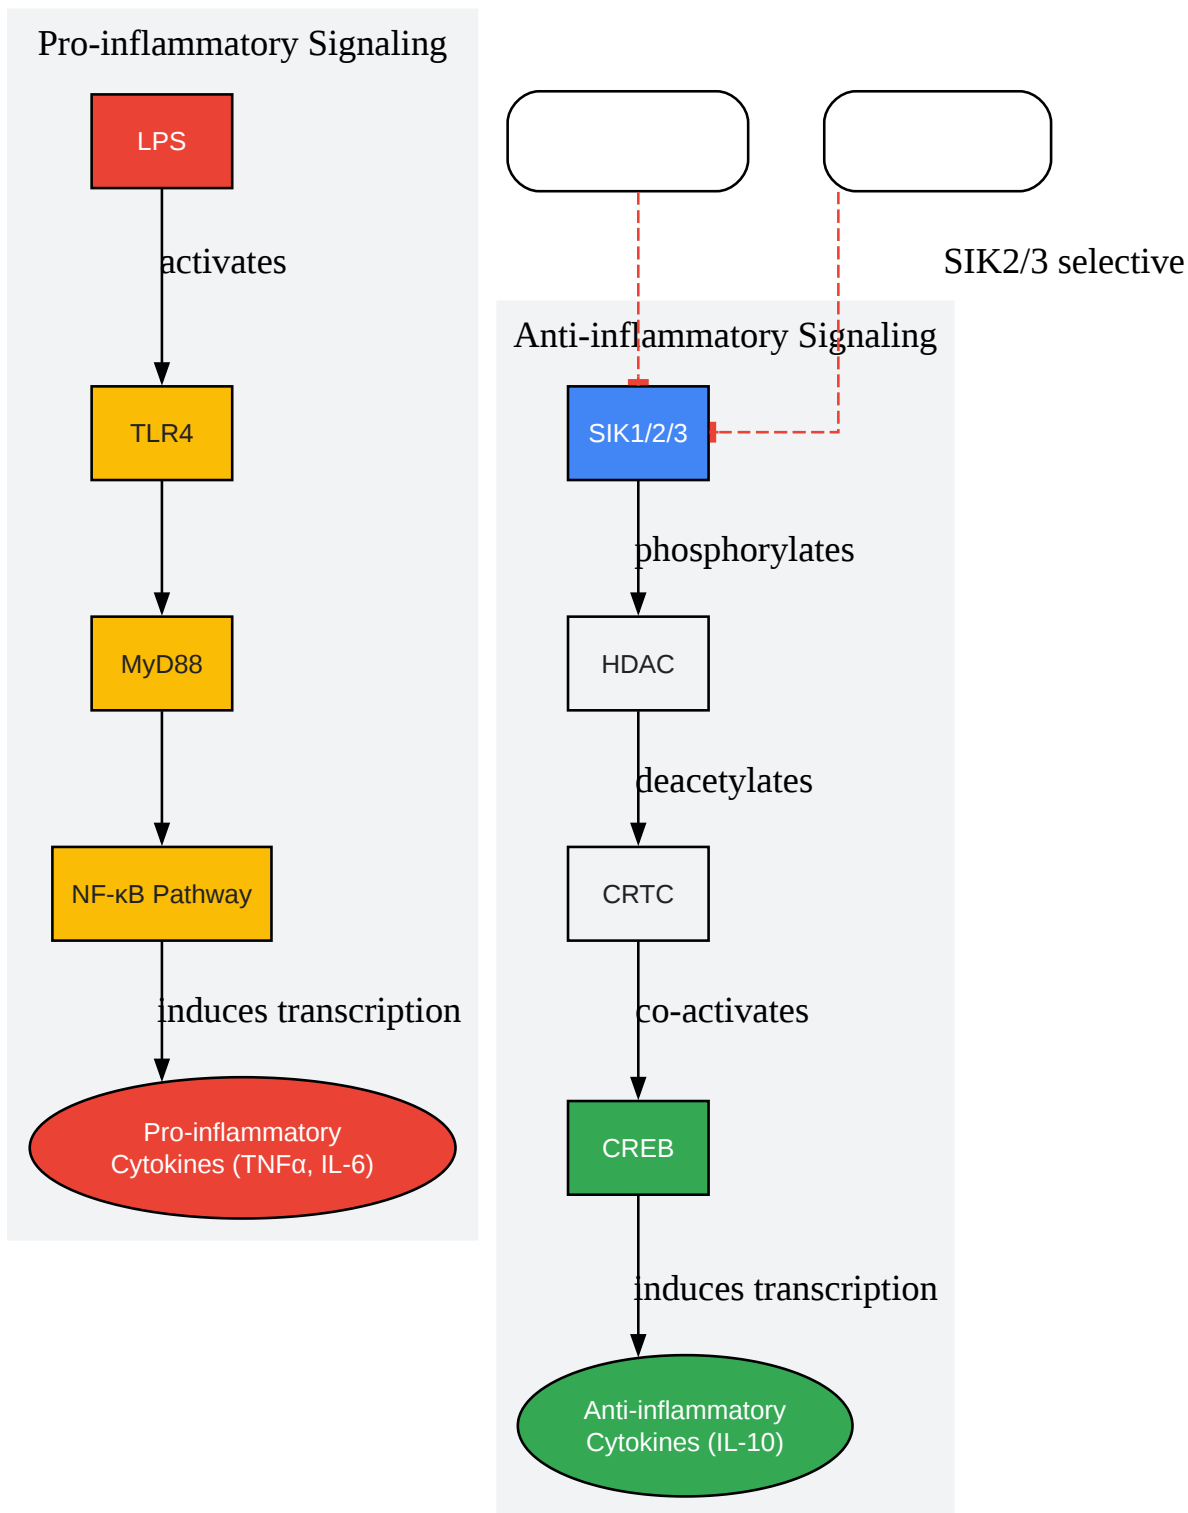 Pro-inflammatory Signaling
LPS
activates
TLR4
MyD88
NF-κB Pathway
induces transcription
Pro-inflammatory
Cytokines (TNFα, IL-6)
SIK2/3 selective
Anti-inflammatory Signaling
SIK1/2/3
phosphorylates
HDAC
deacetylates
CRTC
co-activates
CREB
induces transcription
Anti-inflammatory
Cytokines (IL-10)